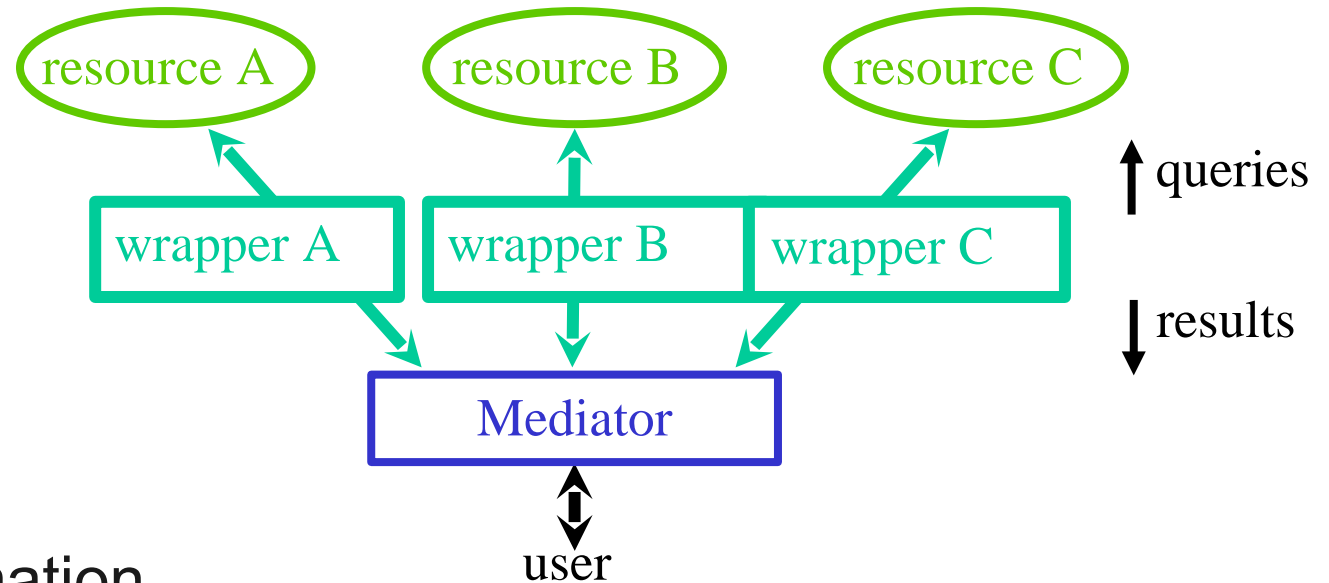 resource A resource B resource C
queries
wrapper A wrapper B wrapper C
results
Mediator
user